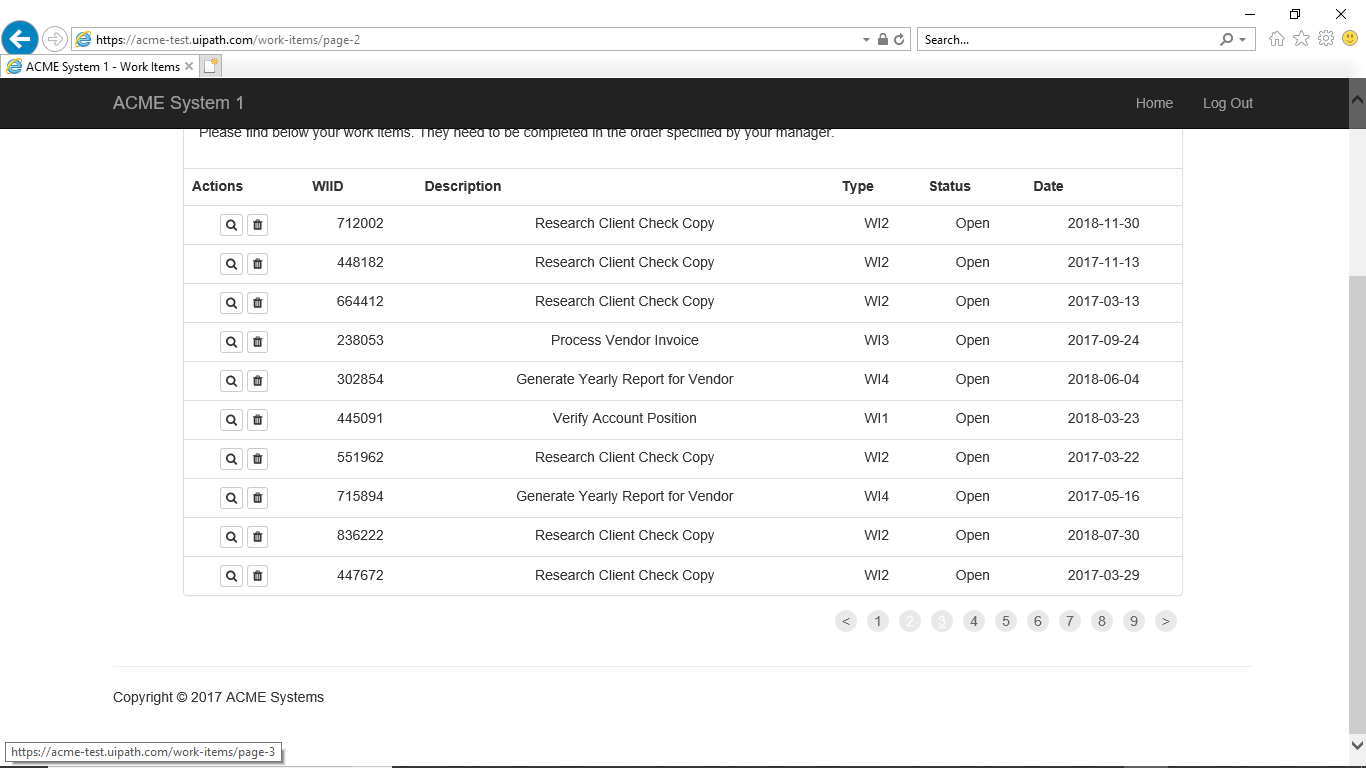 https://acme-test.uipath.com/work-items/page-2
Search...
ACME System 1 - Work Items
ACME System 1 Home Log Out
Please find below your work items. They need to be completed in the order specified by your manager.
Actions WIID Description Type Status Date
712002 Research Client Check Copy WI2 Open 2018-11-30
448182 Research Client Check Copy WI2 Open 2017-11-13
664412 Research Client Check Copy WI2 Open 2017-03-13
238053 Process Vendor Invoice WI3 Open 2017-09-24
302854 Generate Yearly Report for Vendor WI4 Open 2018-06-04
445091 Verify Account Position WI1 Open 2018-03-23
551962 Research Client Check Copy WI2 Open 2017-03-22
715894 Generate Yearly Report for Vendor WI4 Open 2017-05-16
836222 Research Client Check Copy WI2 Open 2018-07-30
447672 Research Client Check Copy WI2 Open 2017-03-29
< 1 2 3 4 5 6 7 8 9 >
Copyright © 2017 ACME Systems
https://acme-test.uipath.com/work-items/page-3